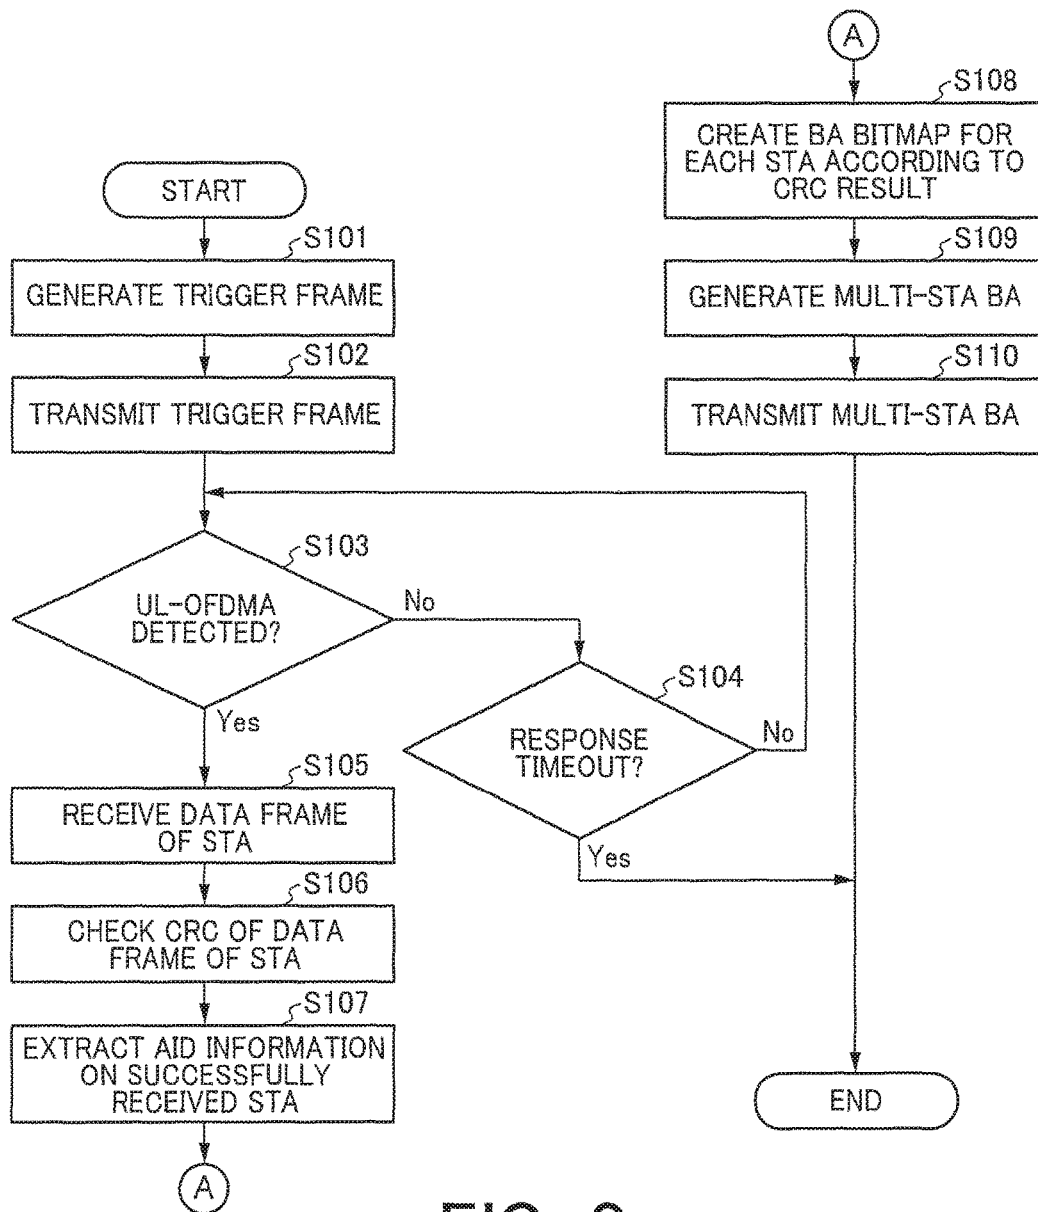 START
S101
GENERATE TRIGGER FRAME
S102
TRANSMIT TRIGGER FRAME
S103
UL-OFDMA
DETECTED?
No
Yes
S104
RESPONSE
TIMEOUT?
No
Yes
S105
RECEIVE DATA FRAME
OF STA
S106
CHECK CRC OF DATA
FRAME OF STA
S107
EXTRACT AID INFORMATION
ON SUCCESSFULLY
RECEIVED STA
A
A
S108
CREATE BA BITMAP FOR
EACH STA ACCORDING TO
CRC RESULT
S109
GENERATE MULTI-STA BA
S110
TRANSMIT MULTI-STA BA
END